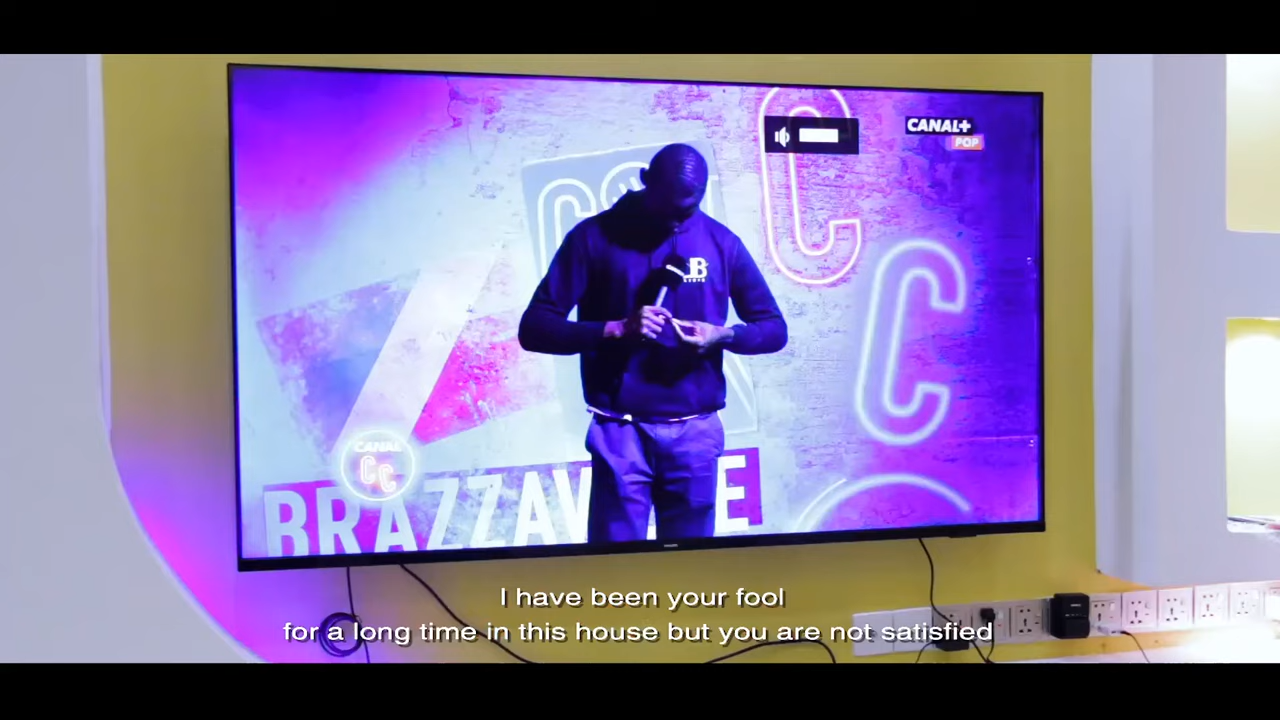 CANAL+
POP
C
C
C
CANAL
CC
BRAZZAV
E
B
I have been your fool
for a long time in this house but you are not satisfied